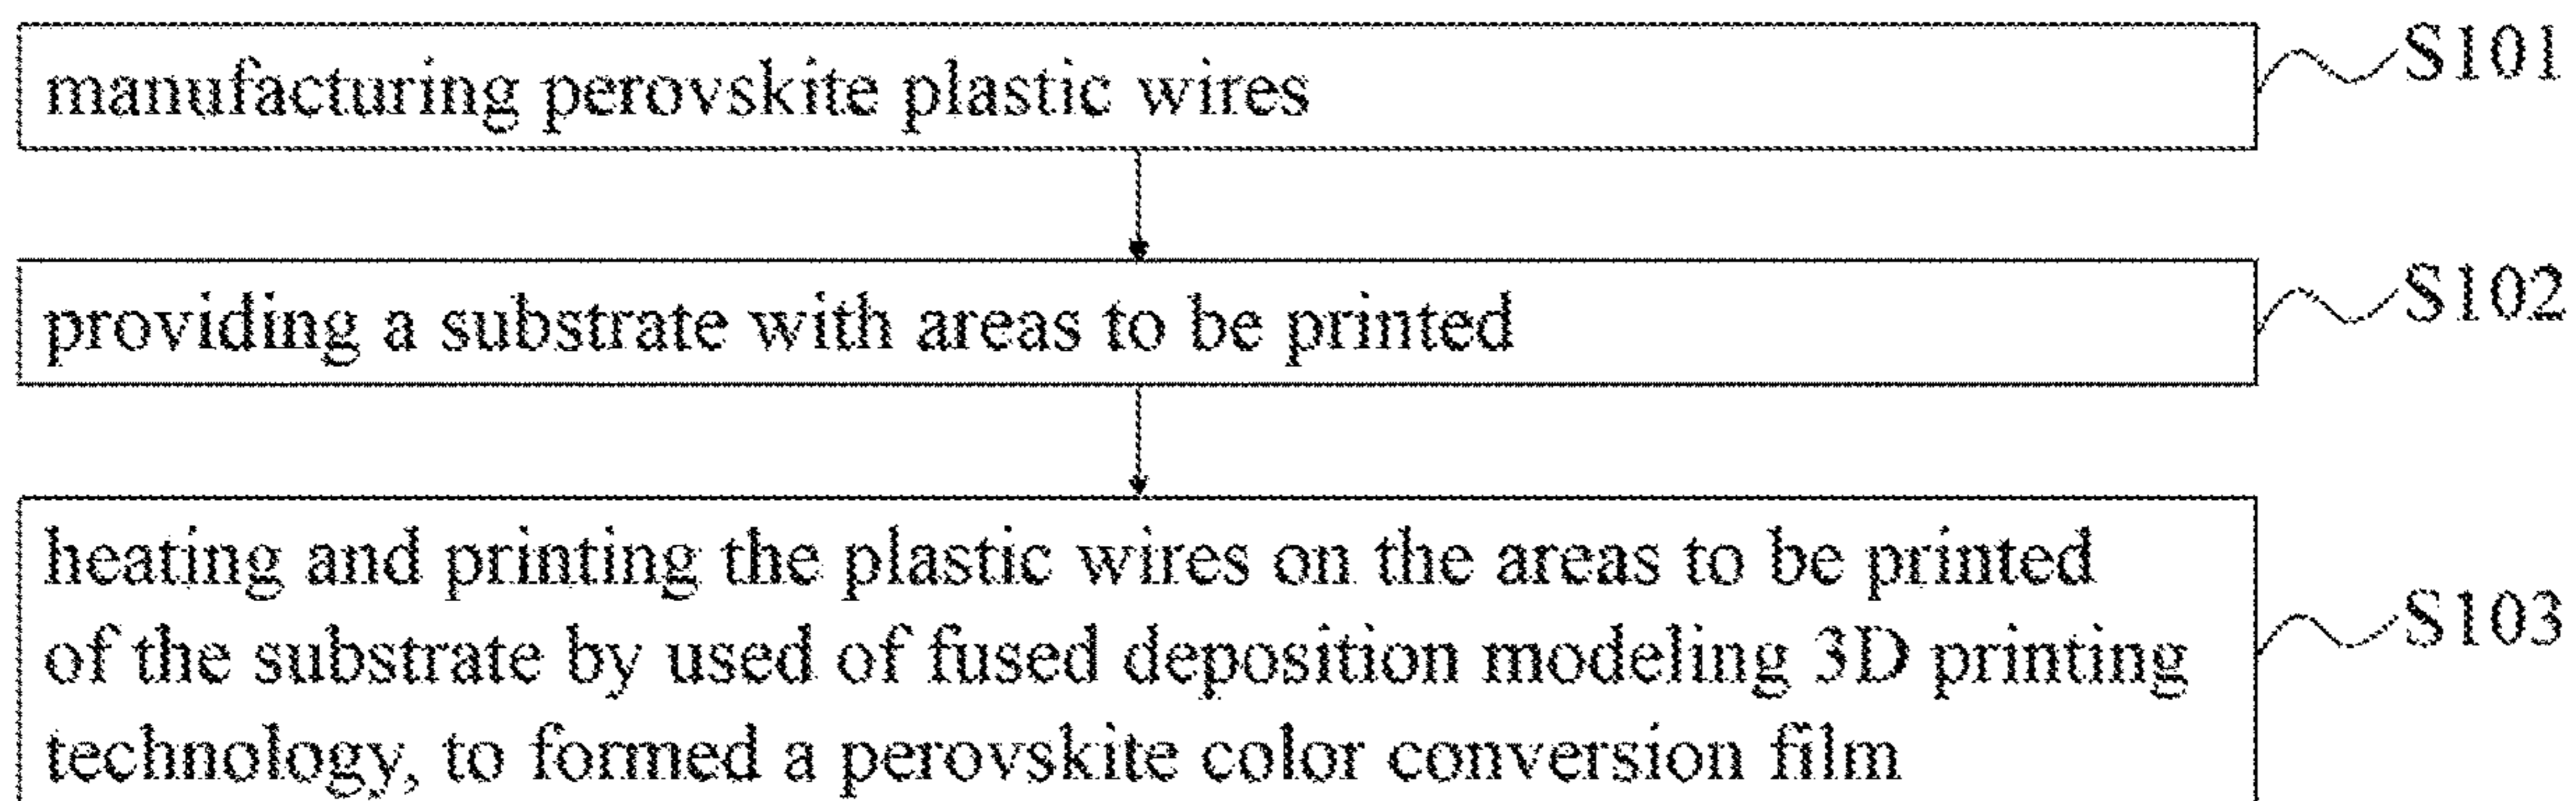 manufacturing perovskite plastic wires
S101
providing a substrate with areas to be printed
S102
heating and printing the plastic wires on the areas to be printed
of the substrate by used of fused deposition modeling 3D printing
technology, to formed a perovskite color conversion film
S103